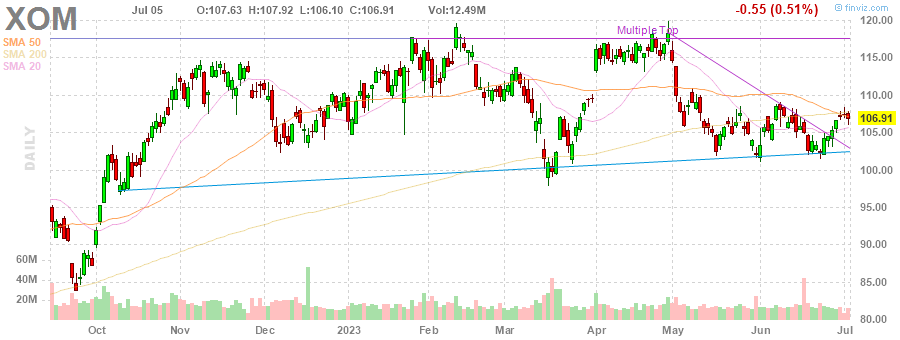 XOM Jul 05 O:107.63 H:107.92 L:106.10 C:106.91 Vol:12.49M -0.55 (0.51%)
© finviz.com
SMA 50
SMA 200
SMA 20
Multiple Top
120.00
115.00
110.00
106.91
105.00
100.00
95.00
90.00
85.00
80.00
DAILY
60M
40M
20M
Oct Nov Dec 2023 Feb Mar Apr May Jun Jul